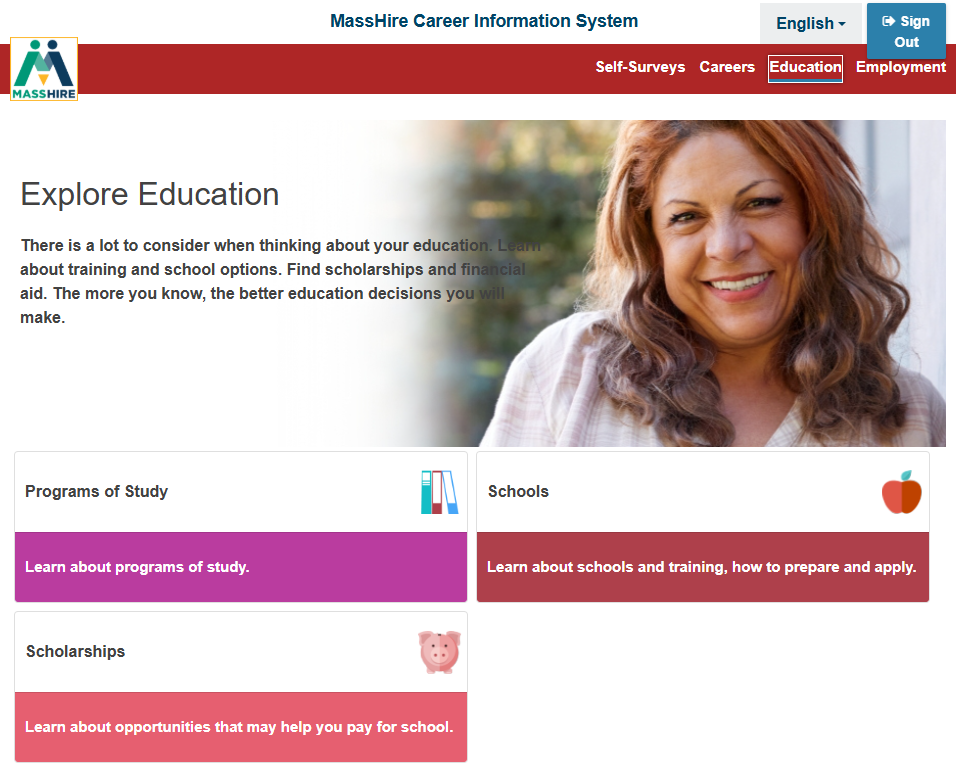 MassHire Career Information System
English
Sign
Out
MASSHIRE
Self-Surveys
Careers
Education
Employment
Explore Education
There is a lot to consider when thinking about your education. Learn
about training and school options. Find scholarships and financial
aid. The more you know, the better education decisions you will
make.
Programs of Study
Learn about programs of study.
Schools
Learn about schools and training, how to prepare and apply.
Scholarships
Learn about opportunities that may help you pay for school.